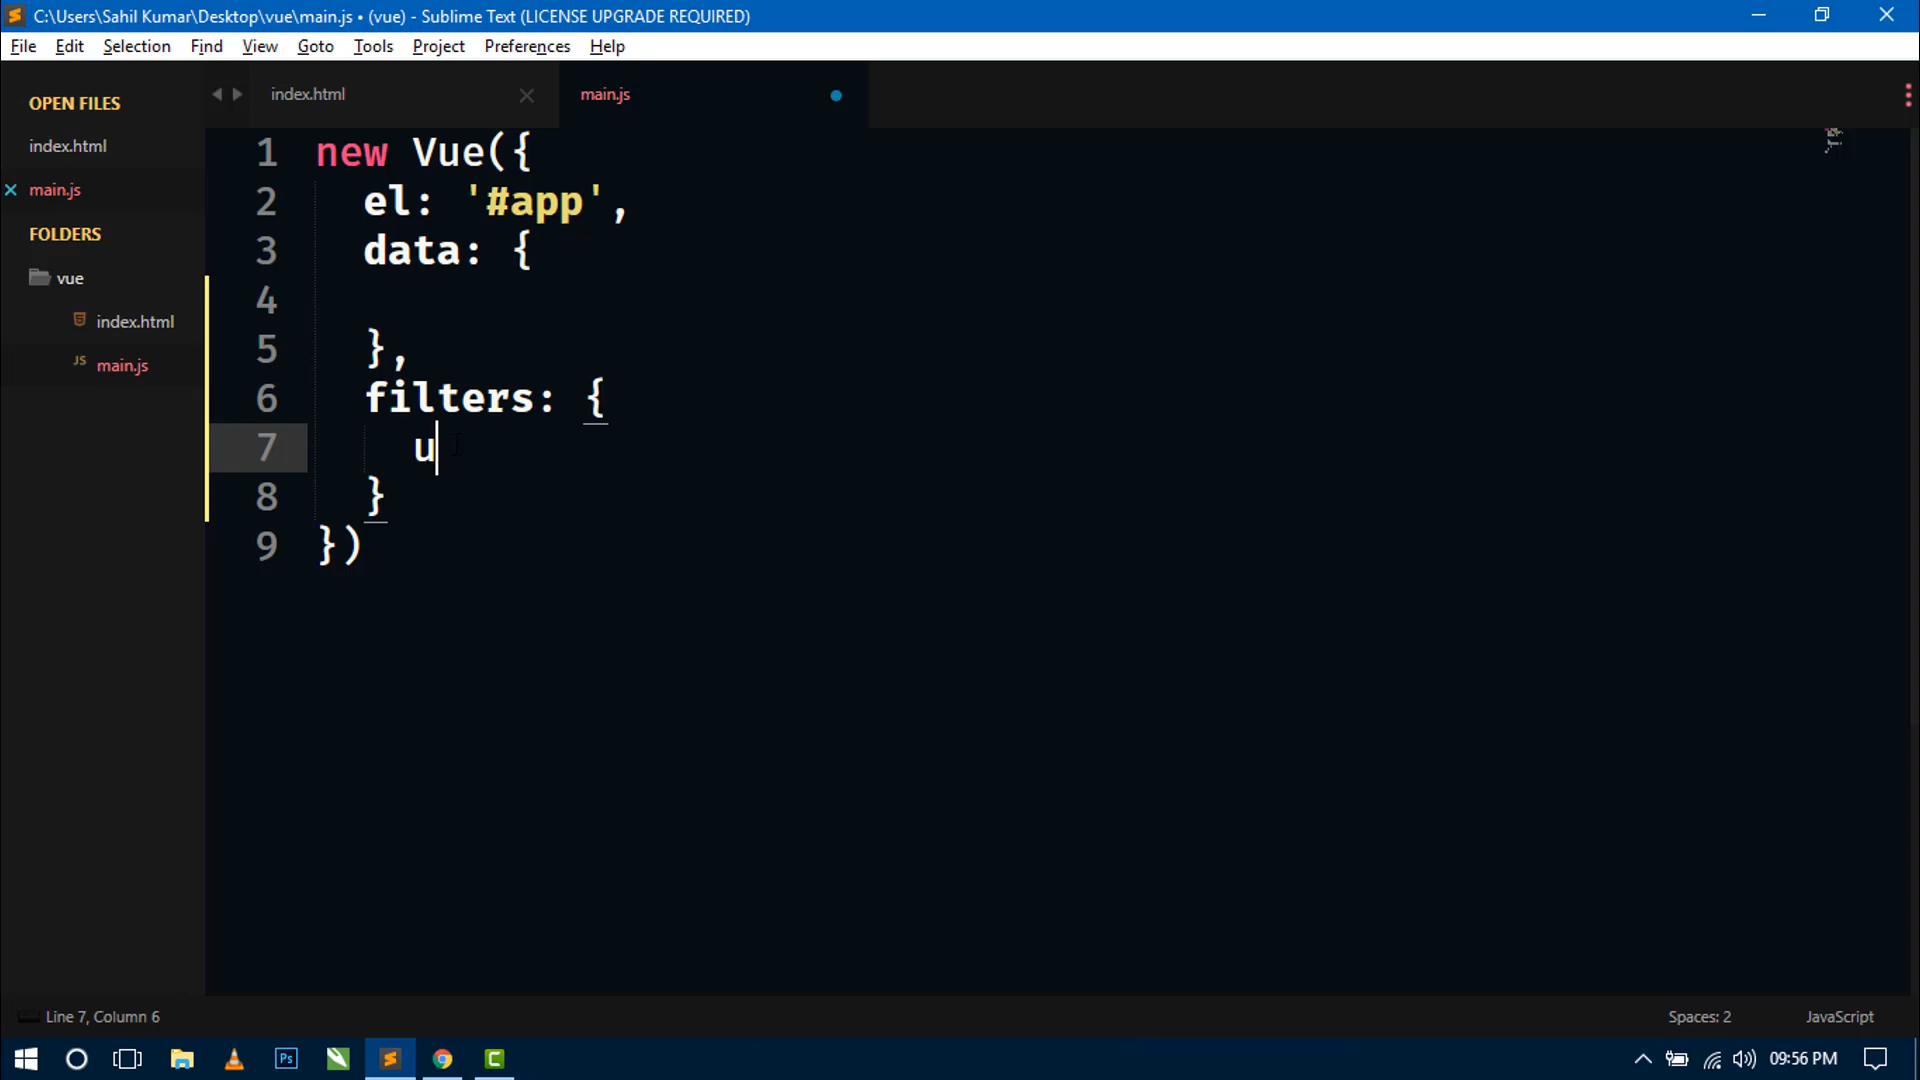 C:\Users\Sahil Kumar\Desktop\vue\main.js • (vue) - Sublime Text (LICENSE UPGRADE REQUIRED)
File Edit Selection Find View Goto Tools Project Preferences Help
OPEN FILES
index.html
main.js
FOLDERS
vue
index.html
JS main.js
index.html
main.js
1 new Vue({
2 el: '#app',
3 data: {
4
5 },
6 filters: {
7 u
8 }
9 })
Line 7, Column 6
Spaces: 2
JavaScript
Ps
S
C
09:56 PM